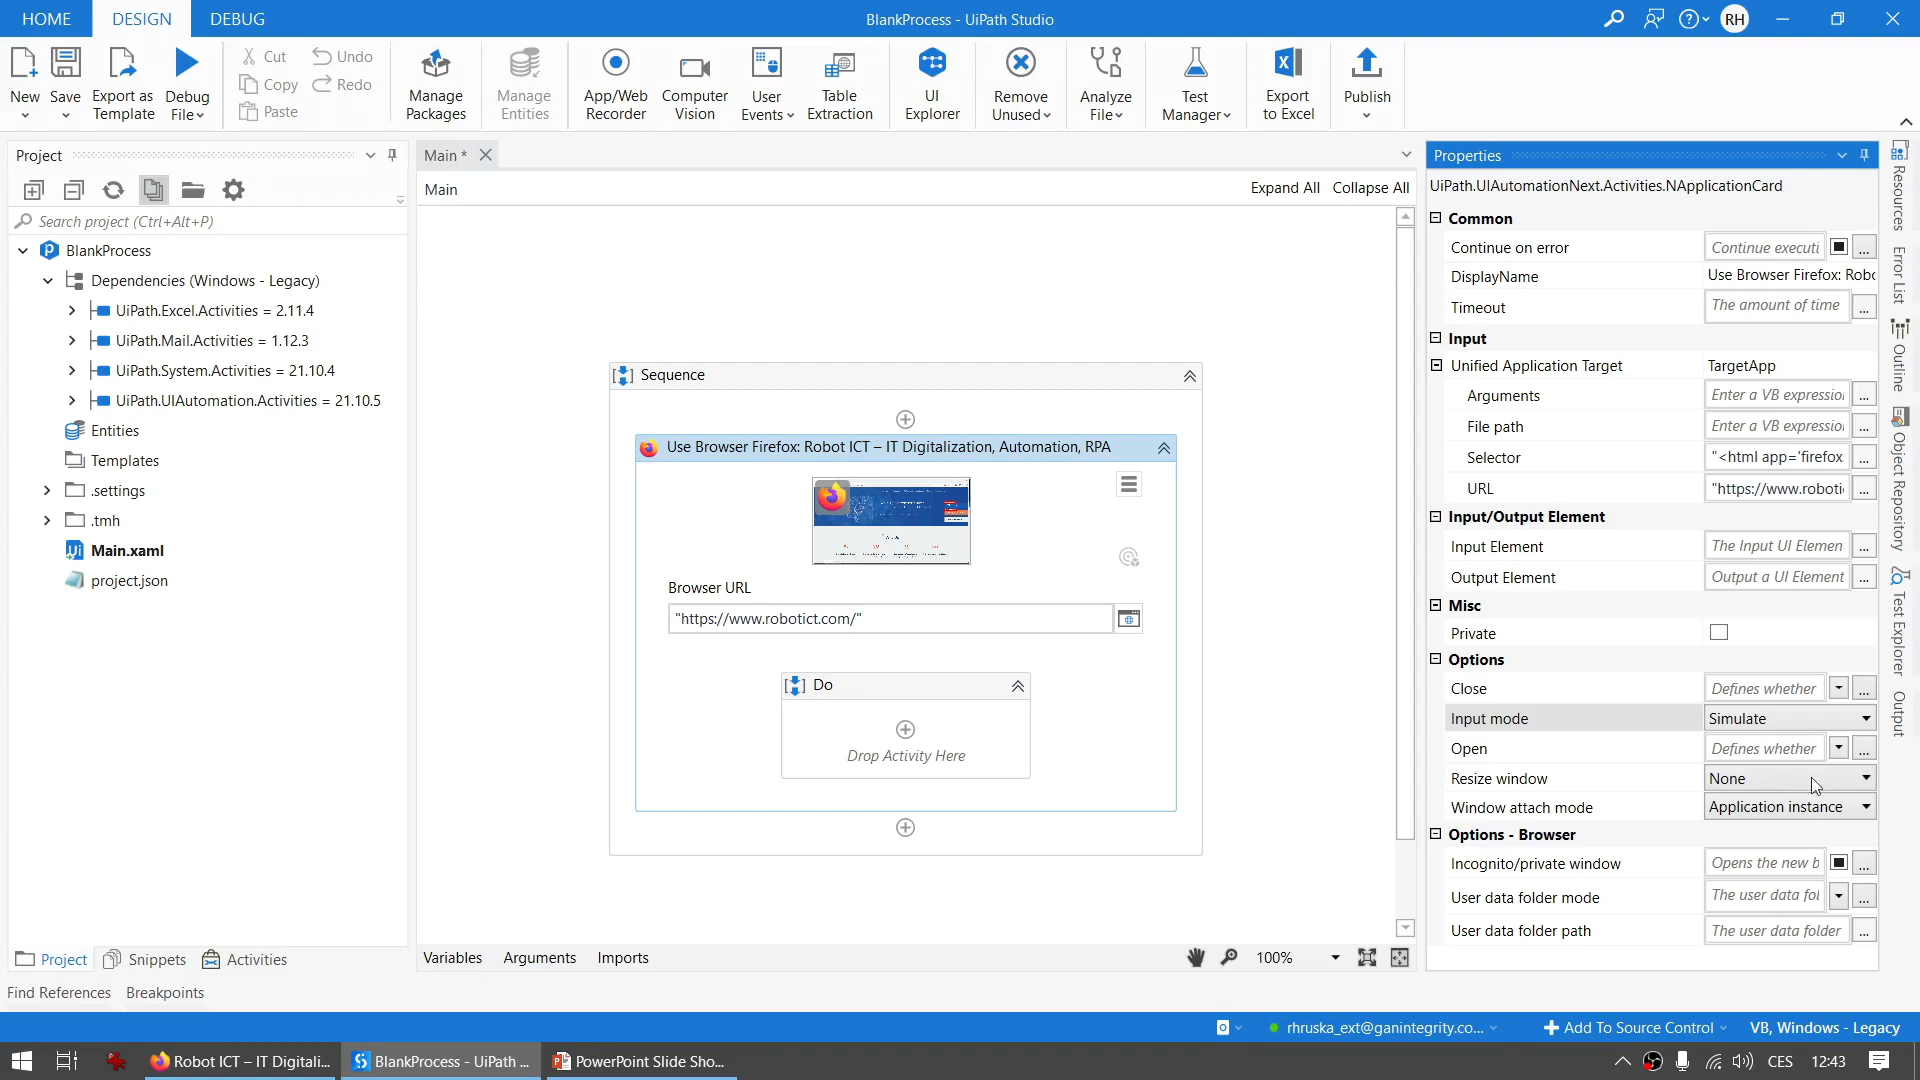 HOME DESIGN DEBUG
BlankProcess - UiPath Studio
RH
New
Save
Export as Template
Debug File
Cut
Copy
Paste
Undo
Redo
Manage Packages
Manage Entities
App/Web Recorder
Computer Vision
User Events
Table Extraction
UI Explorer
Remove Unused
Analyze File
Test Manager
Export to Excel
Publish
Project
Search project (Ctrl+Alt+P)
BlankProcess
Dependencies (Windows - Legacy)
UiPath.Excel.Activities = 2.11.4
UiPath.Mail.Activities = 1.12.3
UiPath.System.Activities = 21.10.4
UiPath.UIAutomation.Activities = 21.10.5
Entities
Templates
.settings
.tmh
Main.xaml
project.json
Project Snippets Activities
Find References Breakpoints
Main *
Main
Expand All Collapse All
Sequence
Use Browser Firefox: Robot ICT – IT Digitalization, Automation, RPA
Browser URL
"https://www.robotict.com/"
Do
Drop Activity Here
Variables Arguments Imports
100%
Properties
UiPath.UIAutomationNext.Activities.NApplicationCard
Common
Continue on error Continue executi ...
DisplayName Use Browser Firefox: Robo
Timeout The amount of time ...
Input
Unified Application Target TargetApp
Arguments Enter a VB expression ...
File path Enter a VB expression ...
Selector "<html app='firefox. ...
URL "https://www.roboti ...
Input/Output Element
Input Element The Input UI Elemen ...
Output Element Output a UI Element ...
Misc
Private
Options
Close Defines whether ...
Input mode Simulate
Open Defines whether ...
Resize window None
Window attach mode Application instance
Options - Browser
Incognito/private window Opens the new b ...
User data folder mode The user data fol ...
User data folder path The user data folder ...
Resources
Error List
Outline
Object Repository
Test Explorer
Output
rhruska_ext@ganintegrity.co...
Add To Source Control
VB, Windows - Legacy
Robot ICT – IT Digitali...
BlankProcess - UiPath ...
PowerPoint Slide Sho...
CES
12:43